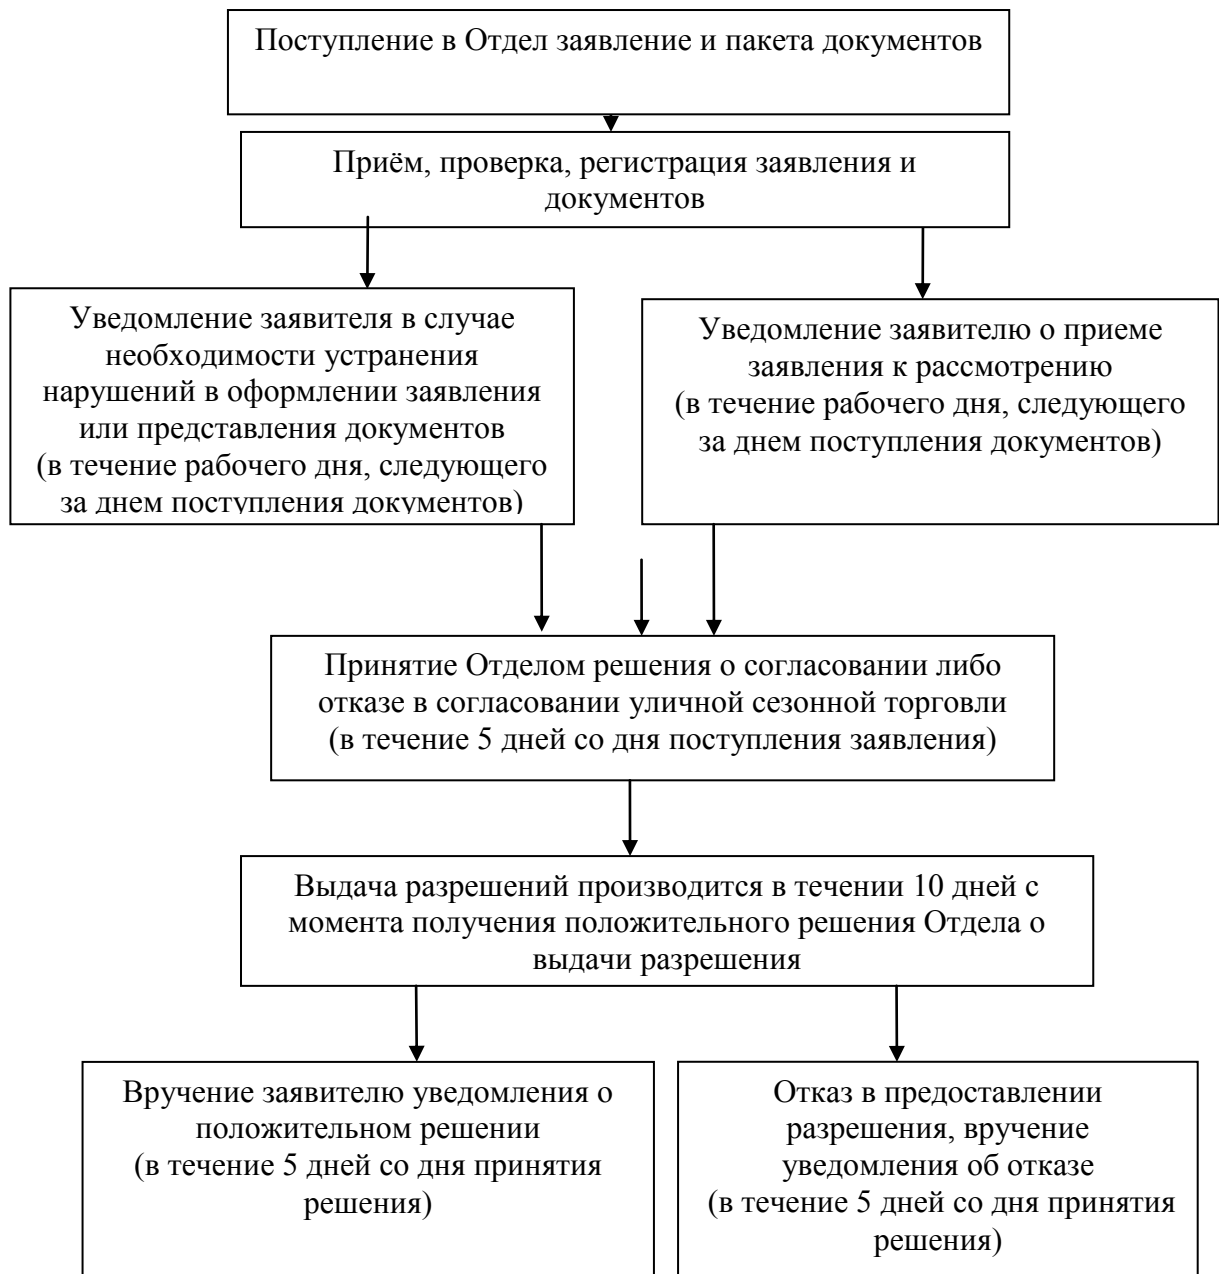 Поступление в Отдел заявление и пакета документов
Приём, проверка, регистрация заявления и
документов
Уведомление заявителя в случае
необходимости устранения
нарушений в оформлении заявления
или представления документов
(в течение рабочего дня, следующего
за днем поступления документов)
Уведомление заявителю о приеме
заявления к рассмотрению
(в течение рабочего дня, следующего
за днем поступления документов)
Принятие Отделом решения о согласовании либо
отказе в согласовании уличной сезонной торговли
(в течение 5 дней со дня поступления заявления)
Выдача разрешений производится в течении 10 дней с
момента получения положительного решения Отдела о
выдачи разрешения
Вручение заявителю уведомления о
положительном решении
(в течение 5 дней со дня принятия
решения)
Отказ в предоставлении
разрешения, вручение
уведомления об отказе
(в течение 5 дней со дня принятия
решения)